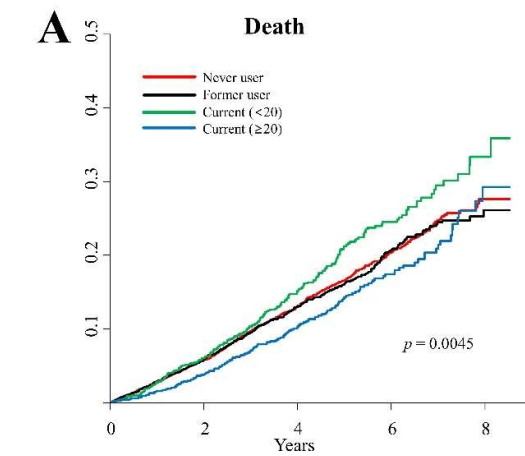 A
Death
0.5
0.4
0.3
0.2
0.1
Never user
Former user
Current (<20)
Current (≥20)
p = 0.0045
0 2 4 6 8
Years